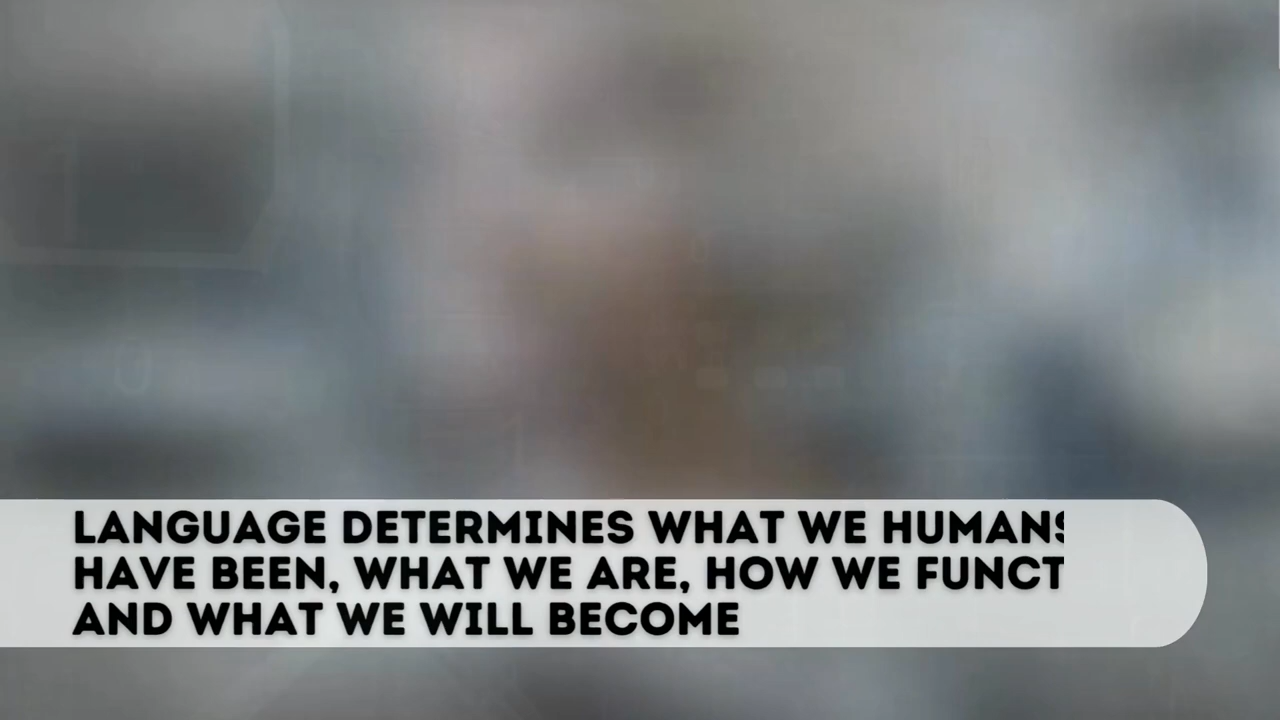 LANGUAGE DETERMINES WHAT WE HUMANS
HAVE BEEN, WHAT WE ARE, HOW WE FUNCT
AND WHAT WE WILL BECOME